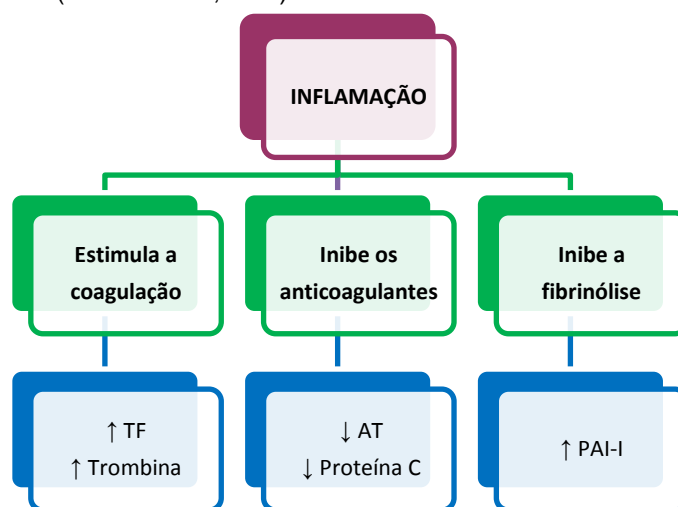 INFLAMAÇÃO
Estimula a
coagulação
Inibe os
anticoagulantes
Inibe a
fibrinólise
↑ TF
↑ Trombina
↓ AT
↓ Proteína C
↑ PAI-I